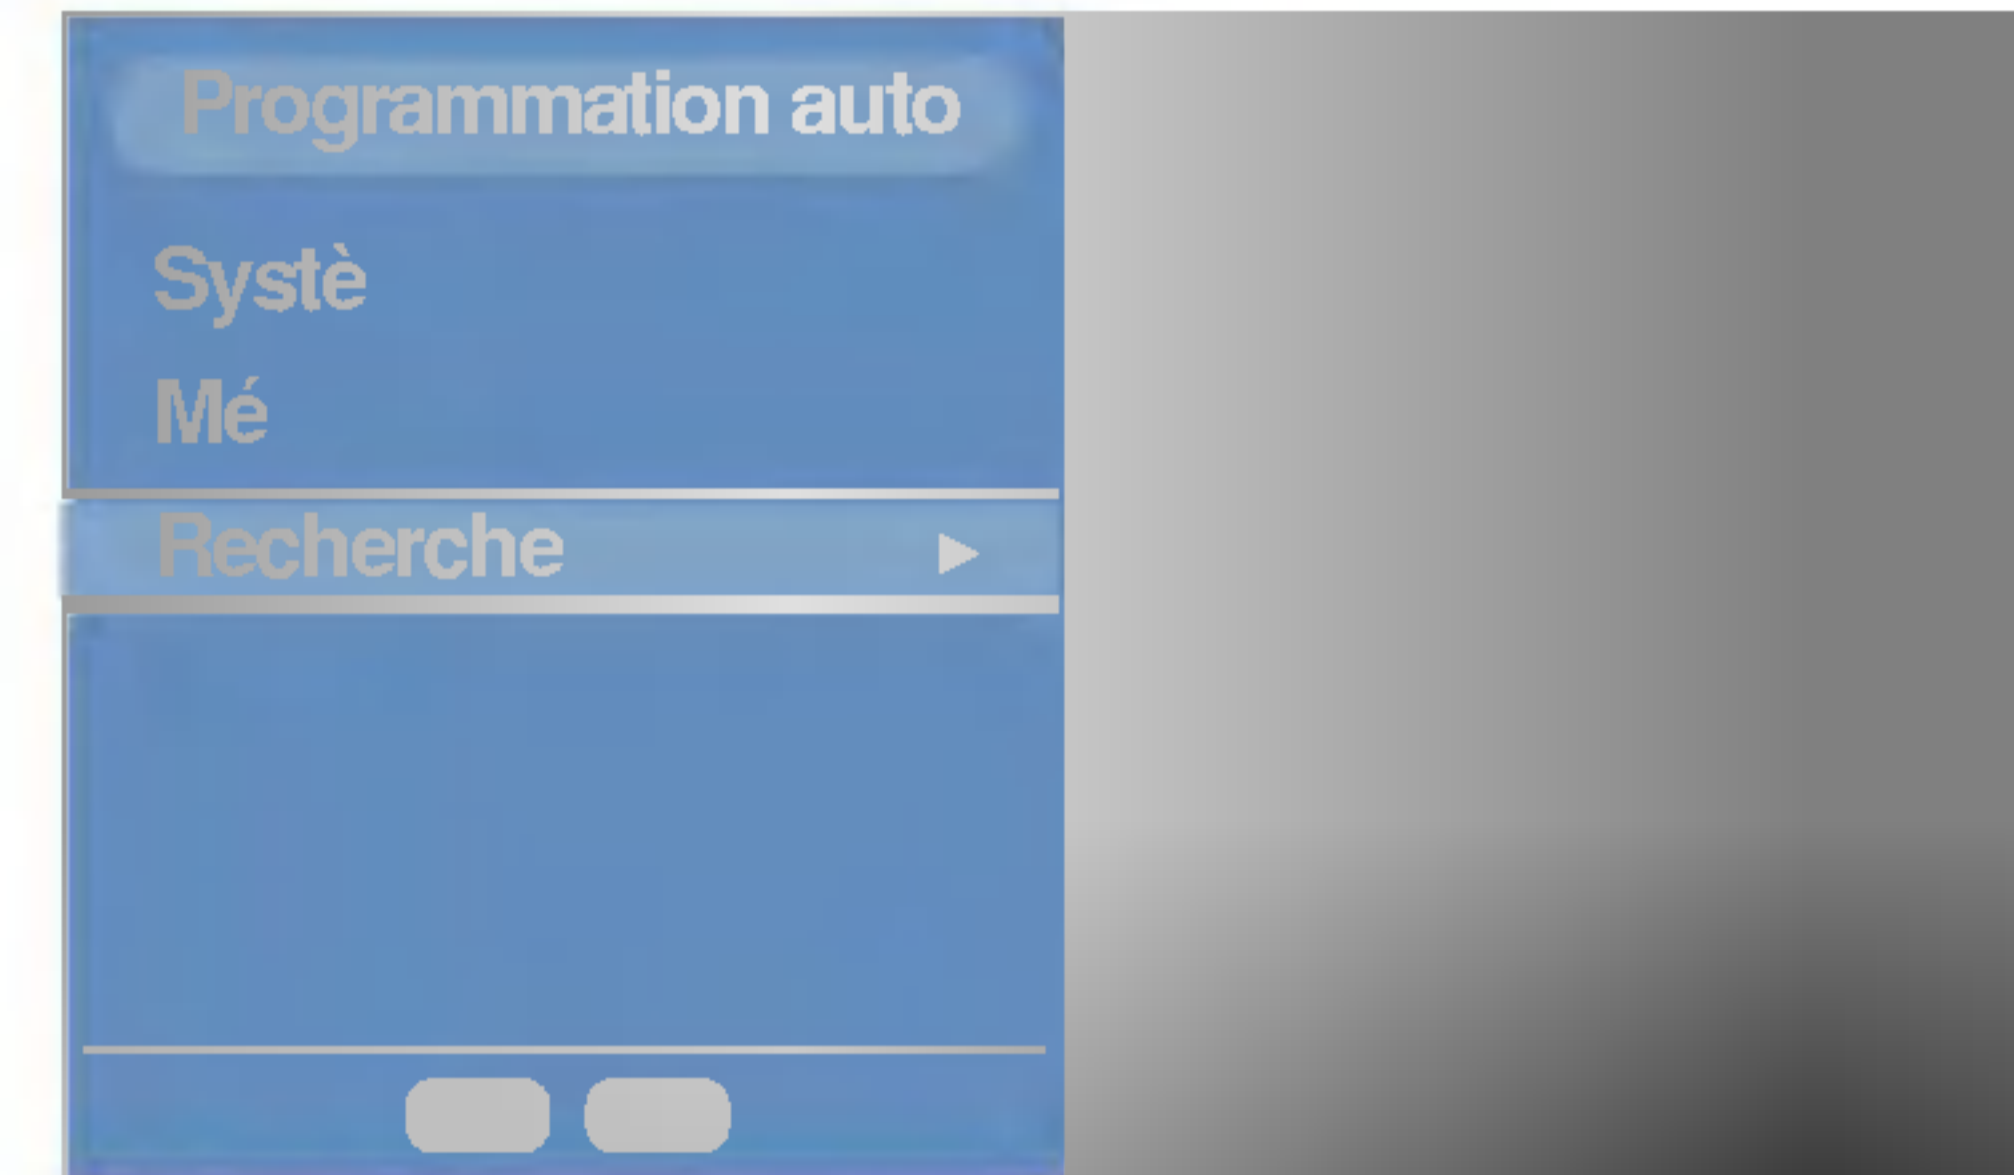 Programmation auto
Systè
Mé
Recherche ►